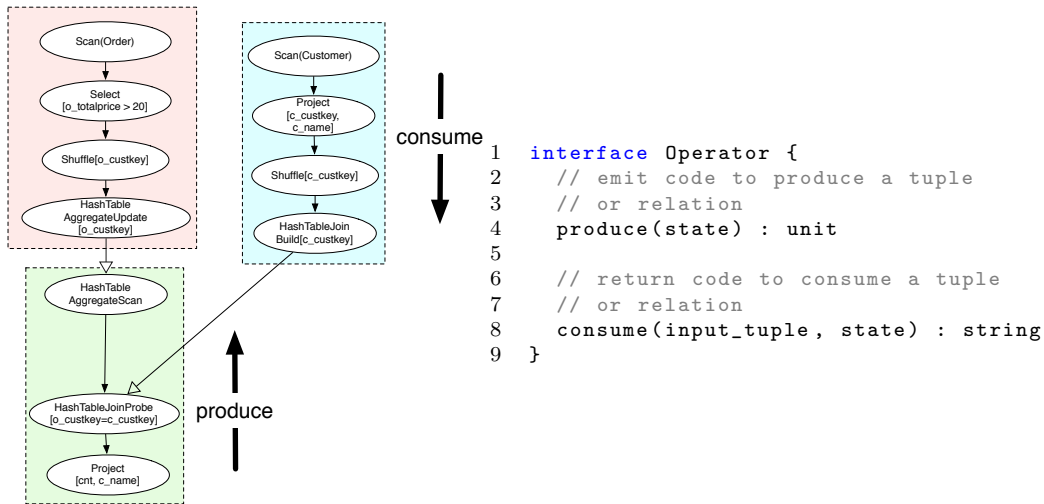 Scan(Order)
Select
[o_totalprice > 20]
Shuffle[o_custkey]
HashTable
AggregateUpdate
[o_custkey]
HashTable
AggregateScan
HashTableJoinProbe
[o_custkey=c_custkey]
Project
[cnt, c_name]
Scan(Customer)
Project
[c_custkey,
c_name]
Shuffle[c_custkey]
HashTableJoin
Build[c_custkey]
consume
produce
1 interface Operator {
2 // emit code to produce a tuple
3 // or relation
4 produce(state) : unit
5
6 // return code to consume a tuple
7 // or relation
8 consume(input_tuple, state) : string
9 }